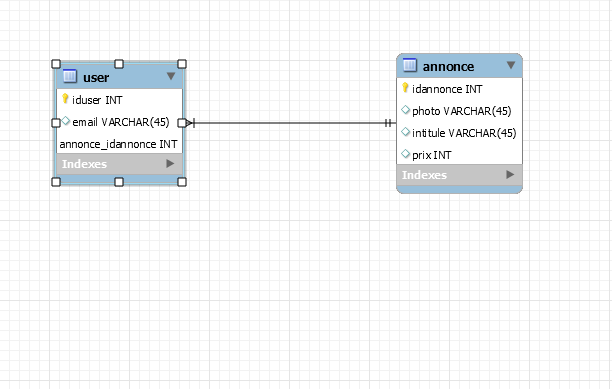 user
iduser INT
email VARCHAR(45)
annonce_idannonce INT
Indexes
annonce
idannonce INT
photo VARCHAR(45)
intitule VARCHAR(45)
prix INT
Indexes